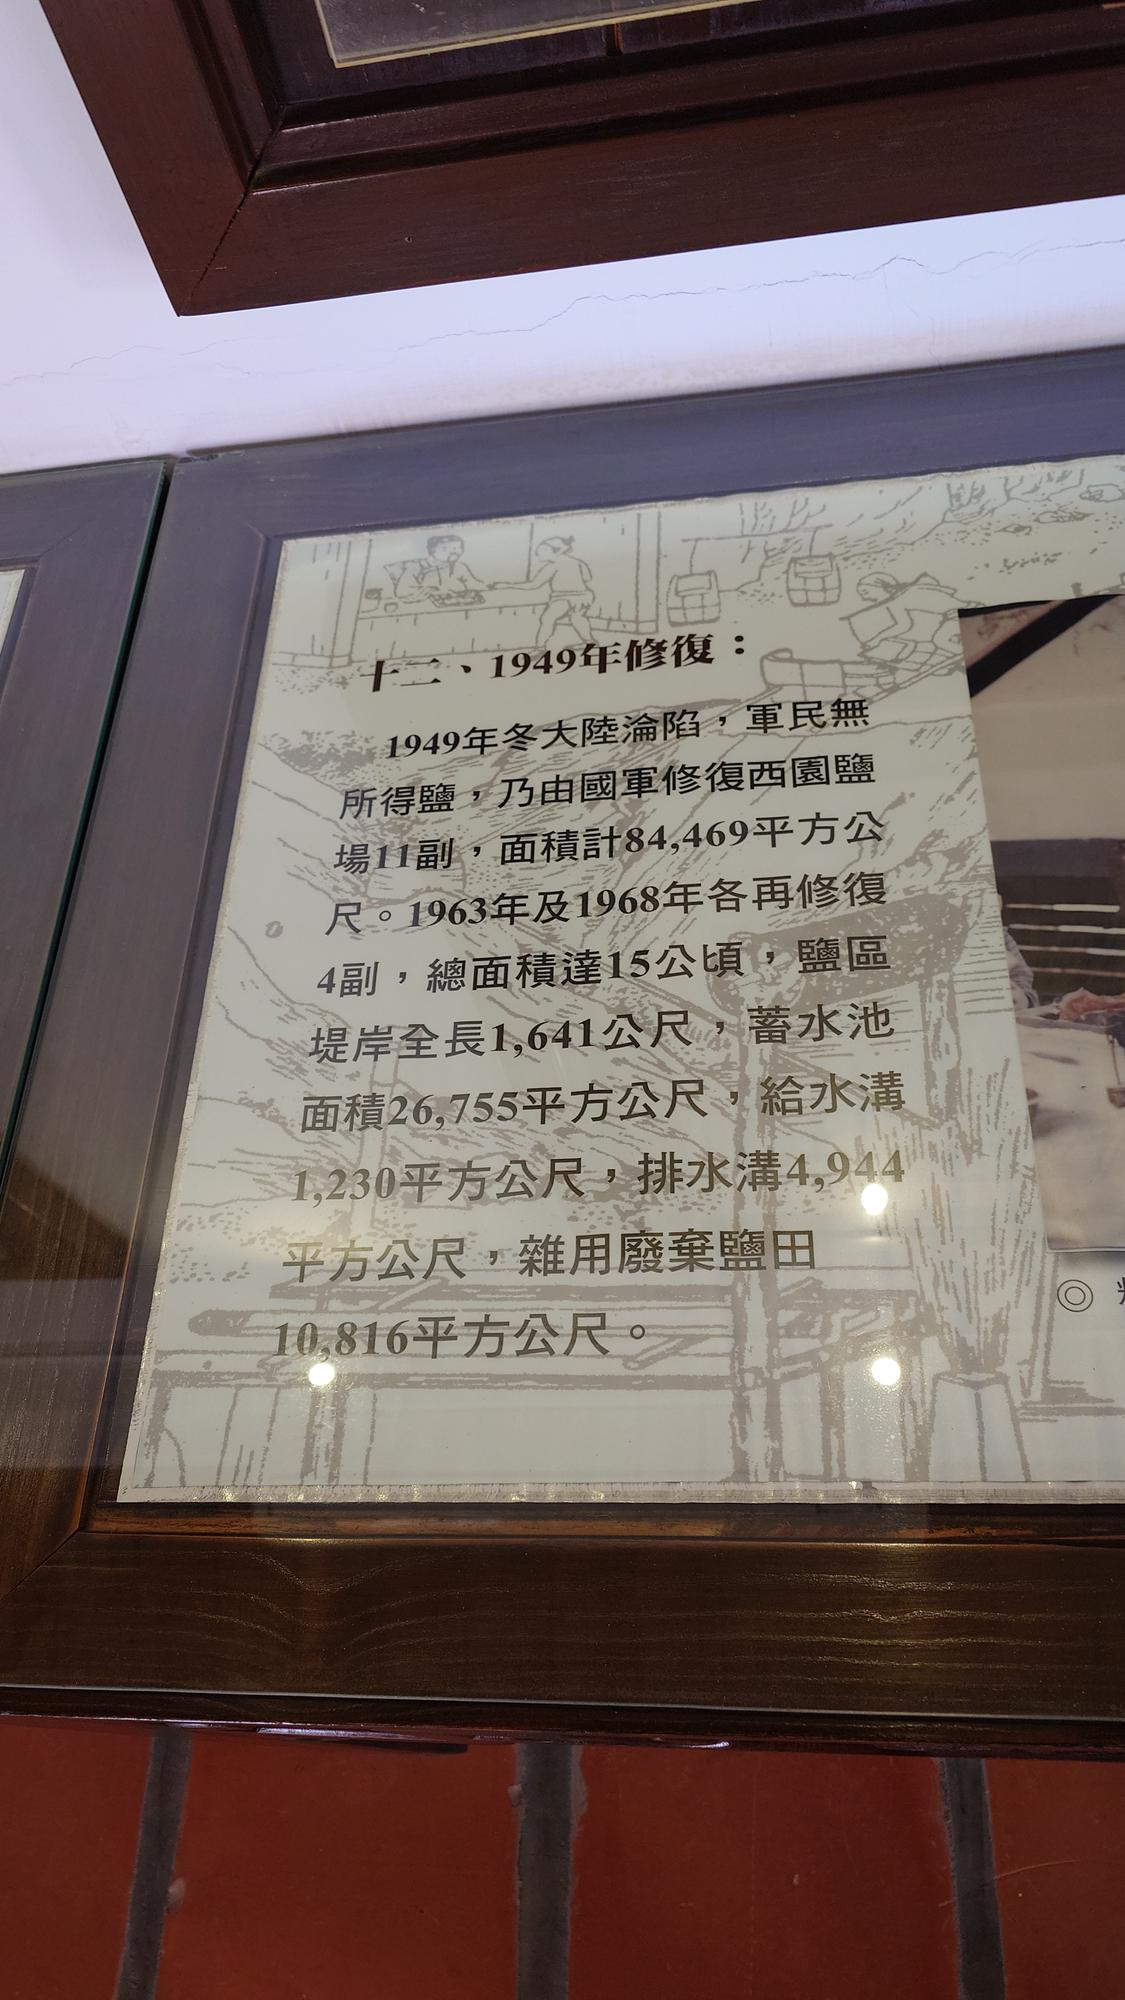 十二、1949年修復：
1949年冬大陸淪陷，軍民無
所得鹽，乃由國軍修復西園鹽
場11副，面積計84,469平方公
尺。1963年及1968年各再修復
4副，總面積達15公頃，鹽區
堤岸全長1,641公尺，蓄水池
面積26,755平方公尺，給水溝
1,230平方公尺，排水溝4,944
平方公尺，雜用廢棄鹽田
10,816平方公尺。
◎